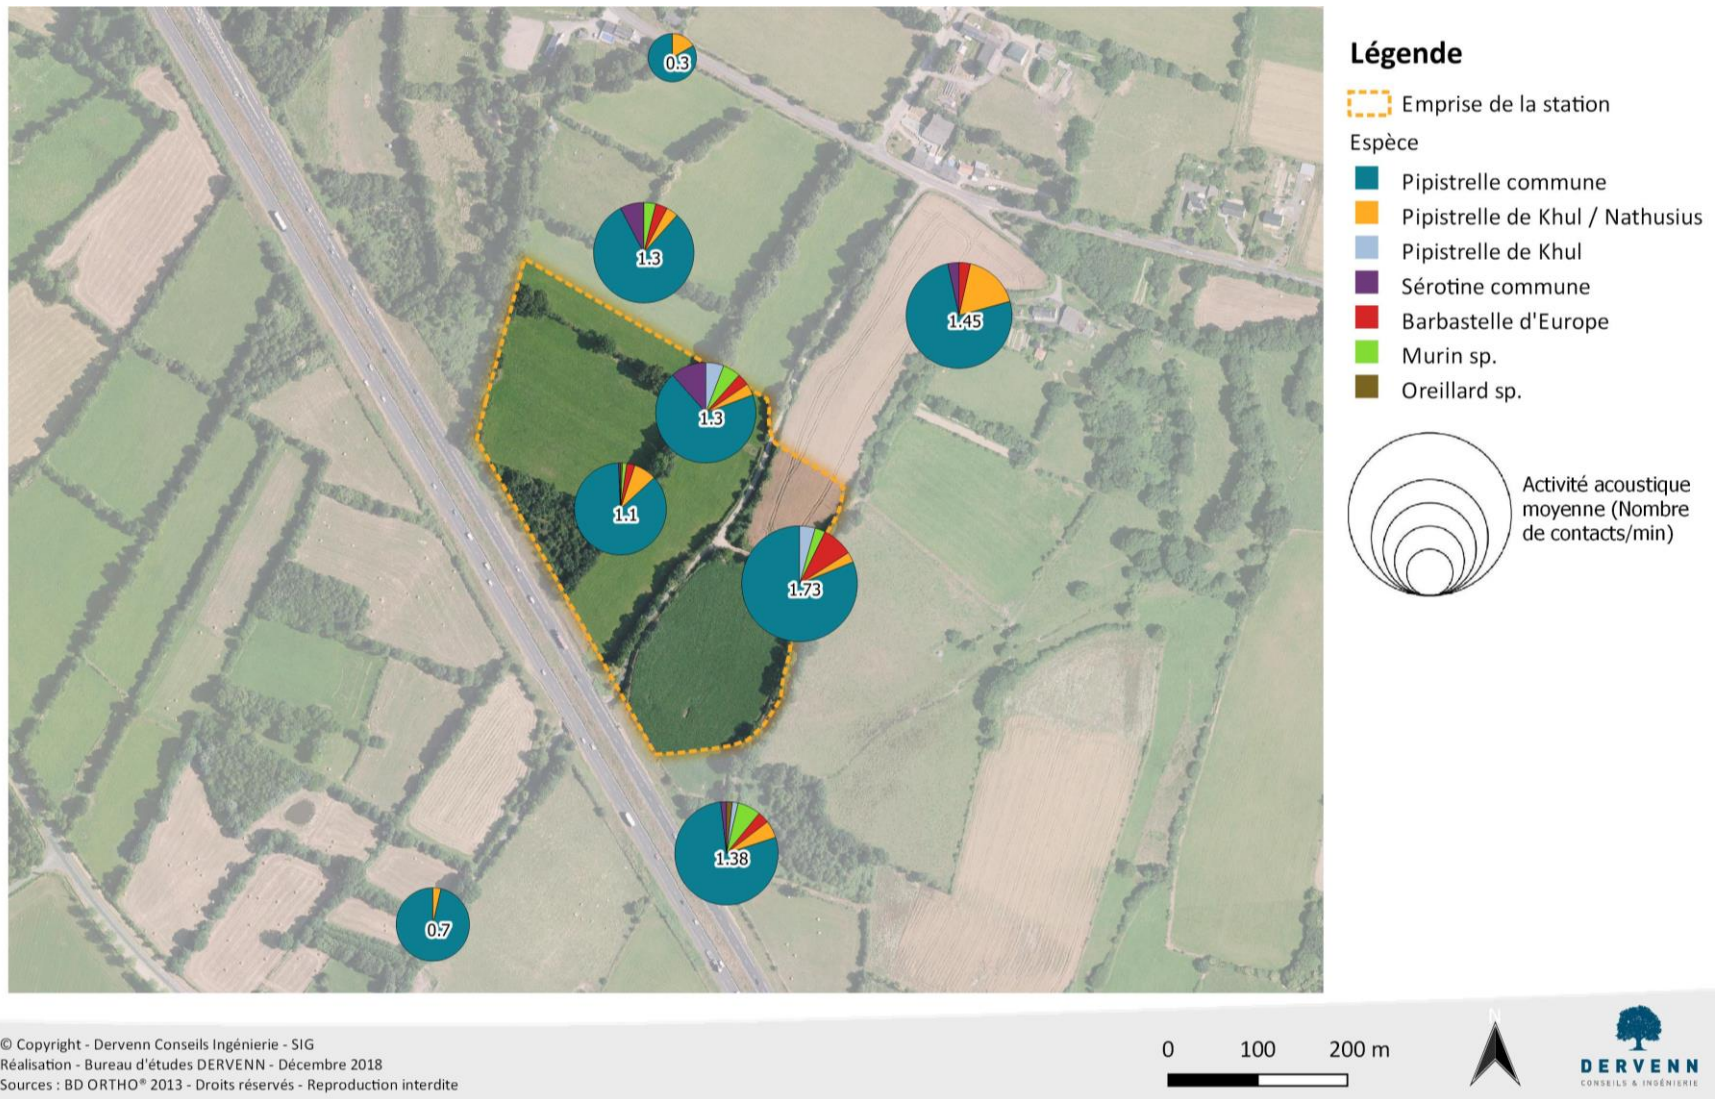 0.3
1.3
1.45
1.3
1.1
1.73
1.38
0.7
Légende
Emprise de la station
Espèce
Pipistrelle commune
Pipistrelle de Khul / Nathusius
Pipistrelle de Khul
Sérotine commune
Barbastelle d'Europe
Murin sp.
Oreillard sp.
Activité acoustique
moyenne (Nombre
de contacts/min)
© Copyright - Dervenn Conseils Ingénierie - SIG
Réalisation - Bureau d'études DERVENN - Décembre 2018
Sources : BD ORTHO® 2013 - Droits réservés - Reproduction interdite
0 100 200 m
N
DERVENN
CONSEILS & INGÉNIERIE